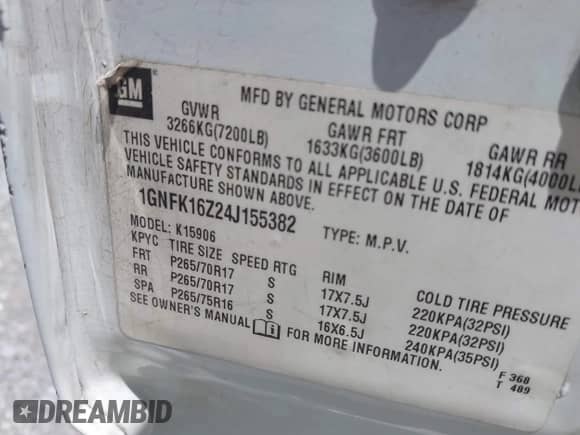 GM ®
MFD BY GENERAL MOTORS CORP
GVWR GAWR FRT GAWR RR
3266KG(7200LB) 1633KG(3600LB) 1814KG(4000L
THIS VEHICLE CONFORMS TO ALL APPLICABLE U.S. FEDERAL MOT
VEHICLE SAFETY STANDARDS IN EFFECT ON THE DATE OF
MANUFACTURE SHOWN ABOVE.
1GNFK16Z24J155382 TYPE: M.P.V.
MODEL: K15906
KPYC TIRE SIZE SPEED RTG RIM COLD TIRE PRESSURE
FRT P265/70R17 S 17X7.5J 220KPA(32PSI)
RR P265/70R17 S 17X7.5J 220KPA(32PSI)
SPA P265/75R16 S 16X6.5J 240KPA(35PSI)
SEE OWNER'S MANUAL i FOR MORE INFORMATION.
F 368
T 489
DREAMBID